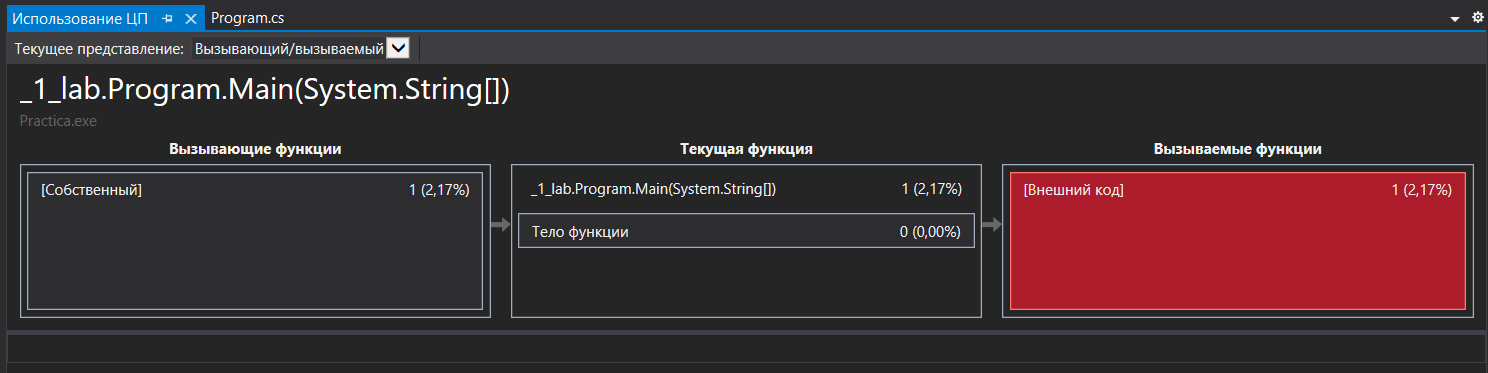 Использование ЦП Program.cs
Текущее представление: Вызывающий/вызываемый
_1_lab.Program.Main(System.String[])
Practica.exe
Вызывающие функции Текущая функция Вызываемые функции
[Собственный] 1 (2,17%) _1_lab.Program.Main(System.String[]) 1 (2,17%) [Внешний код] 1 (2,17%)
Тело функции 0 (0,00%)